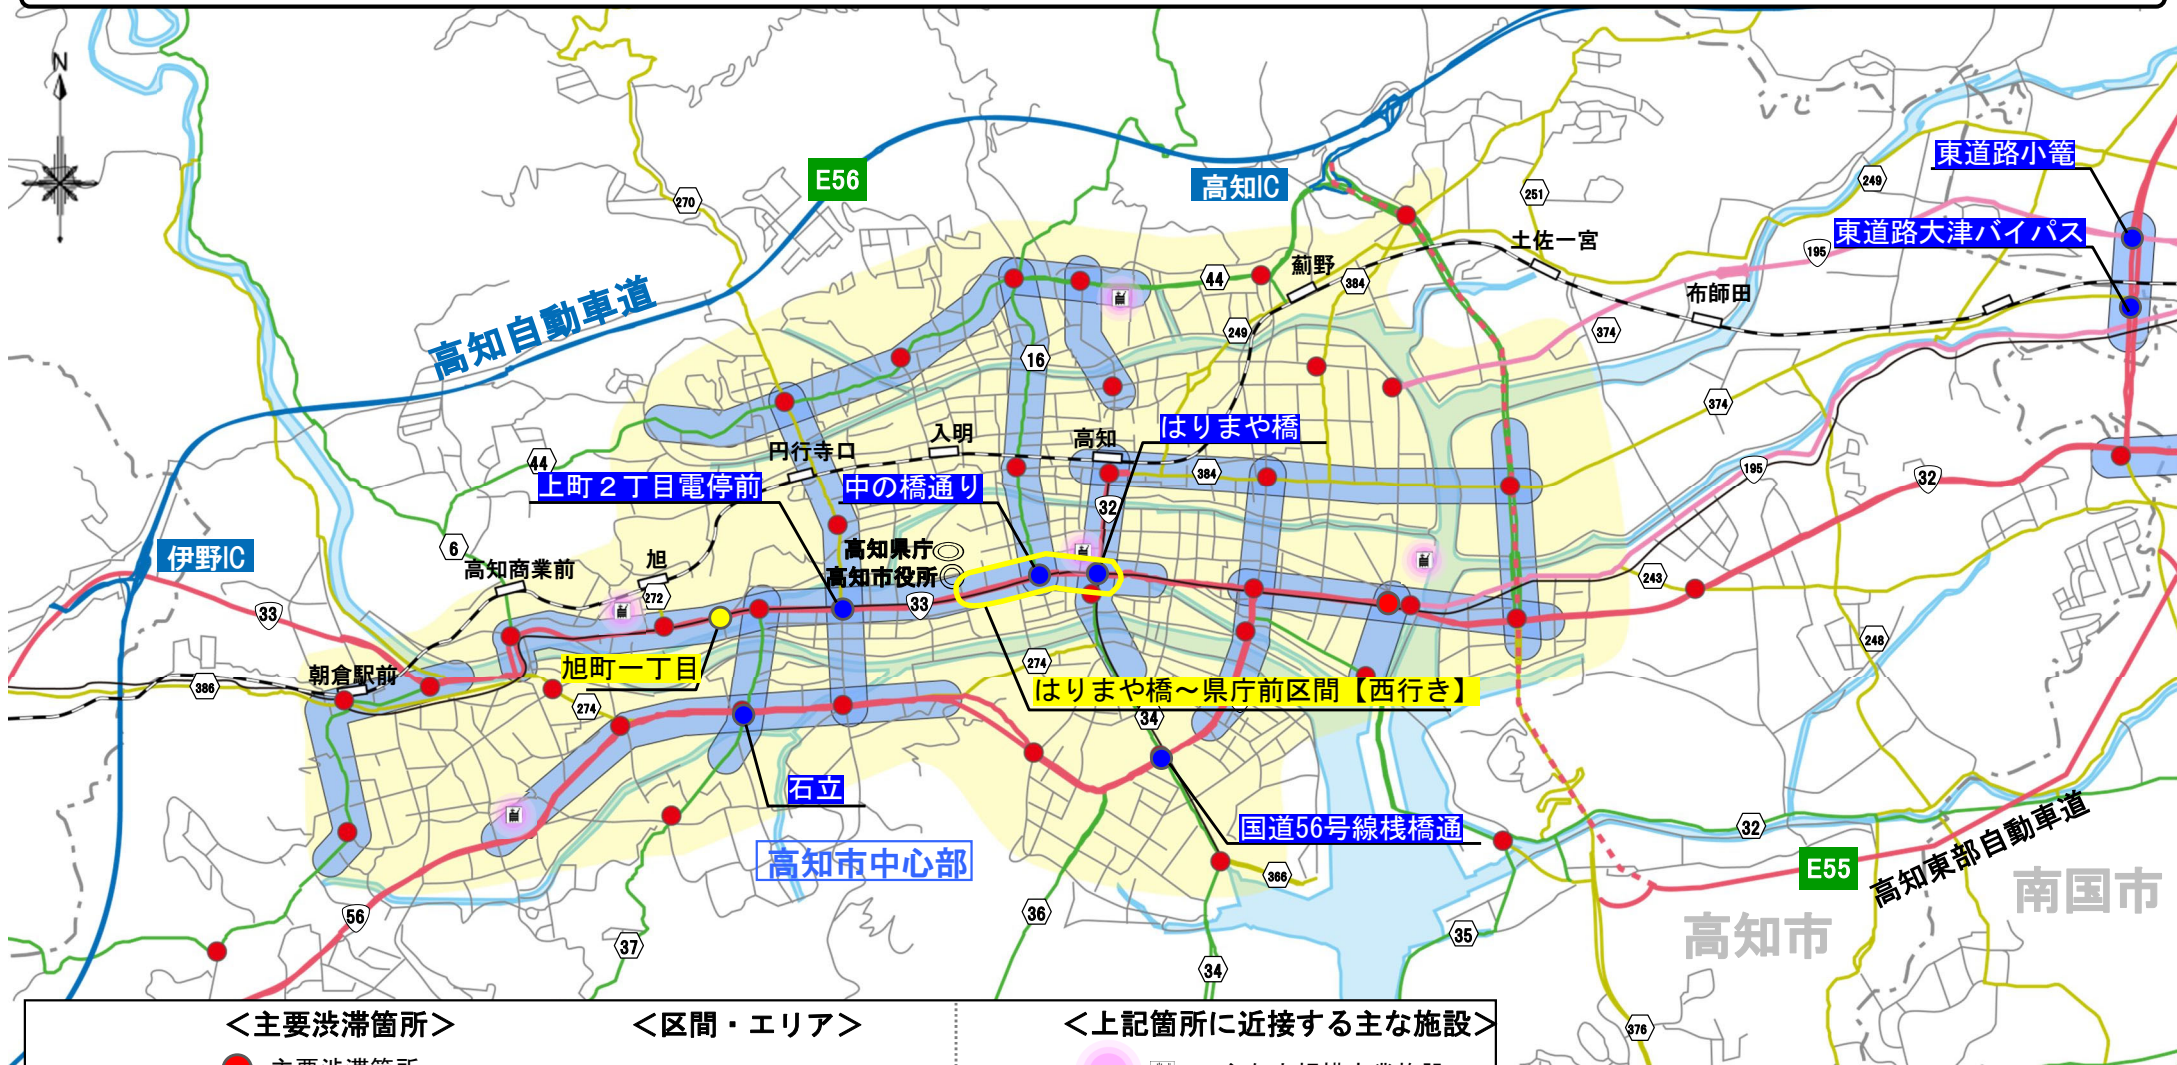 N
E56
高知IC
東道路小篭
249
270
251
195
東道路大津バイパス
土佐一宮
44
薊野
384
布師田
高知自動車道
249
374
16
374
はりまや橋
入明
高知
円行寺口
44
上町２丁目電停前
中の橋通り
384
195
32
32
6
伊野IC
高知県庁
高知市役所
高知商業前
旭
272
33
33
243
248
旭町一丁目
朝倉駅前
386
274
274
はりまや橋～県庁前区間【西行き】
34
石立
国道56号線桟橋通
32
高知市中心部
366
E55
高知東部自動車道
南国市
高知市
56
36
37
35
34
376
＜主要渋滞箇所＞
＜区間・エリア＞
＜上記箇所に近接する主な施設＞
主要渋滞箇所